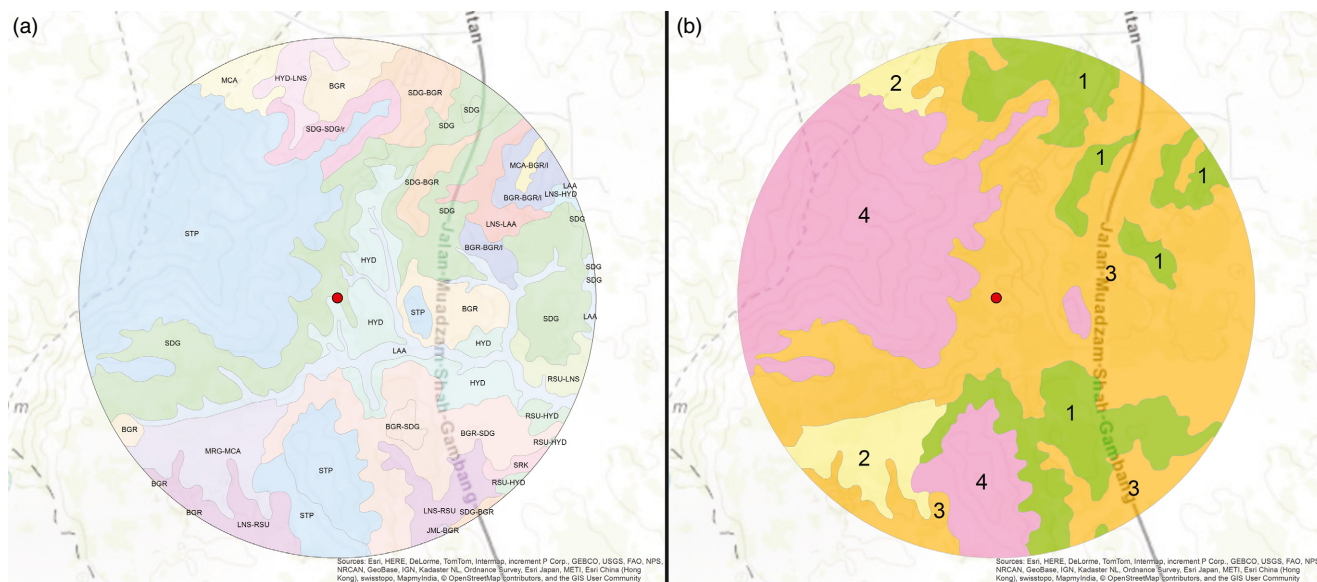 (a)
itan
MCA
HYD-LNS
BGR
SDG-BGR
SDG
SDG-SDG/r
SDG
MCA-BGR/l
SDG-BGR
LAA
BGR-BGR/l
LNS-HYD
SDG
SDG
LNS-LAA
STP
BGR-BGR/l
HYD
SDG
SDG
STP
BGR
HYD
SDG
LAA
SDG
LAA
HYD
HYD
RSU-LNS
RSU-HYD
BGR
BGR-SDG
BGR-SDG
RSU-HYD
MRG-MCA
SRK
STP
RSU-HYD
BGR
BGR
LNS-RSU
STP
LNS-RSU
SDG-BGR
JML-BGR
Jalan-Muadzam-Shah-Gambang
m
Sources: Esri, HERE, DeLorme, TomTom, Intermap, increment P Corp., GEBCO, USGS, FAO, NPS,
NRCAN, GeoBase, IGN, Kadaster NL, Ordnance Survey, Esri Japan, METI, Esri China (Hong
Kong), swisstopo, MapmyIndia, © OpenStreetMap contributors, and the GIS User Community
(b)
itan
2
1
1
1
4
1
3
1
2
4
3
3
Jalan-Muadzam-Shah-Gambang
m
Sources: Esri, HERE, DeLorme, TomTom, Intermap, increment P Corp., GEBCO, USGS, FAO, NPS,
NRCAN, GeoBase, IGN, Kadaster NL, Ordnance Survey, Esri Japan, METI, Esri China (Hong
Kong), swisstopo, MapmyIndia, © OpenStreetMap contributors, and the GIS User Community